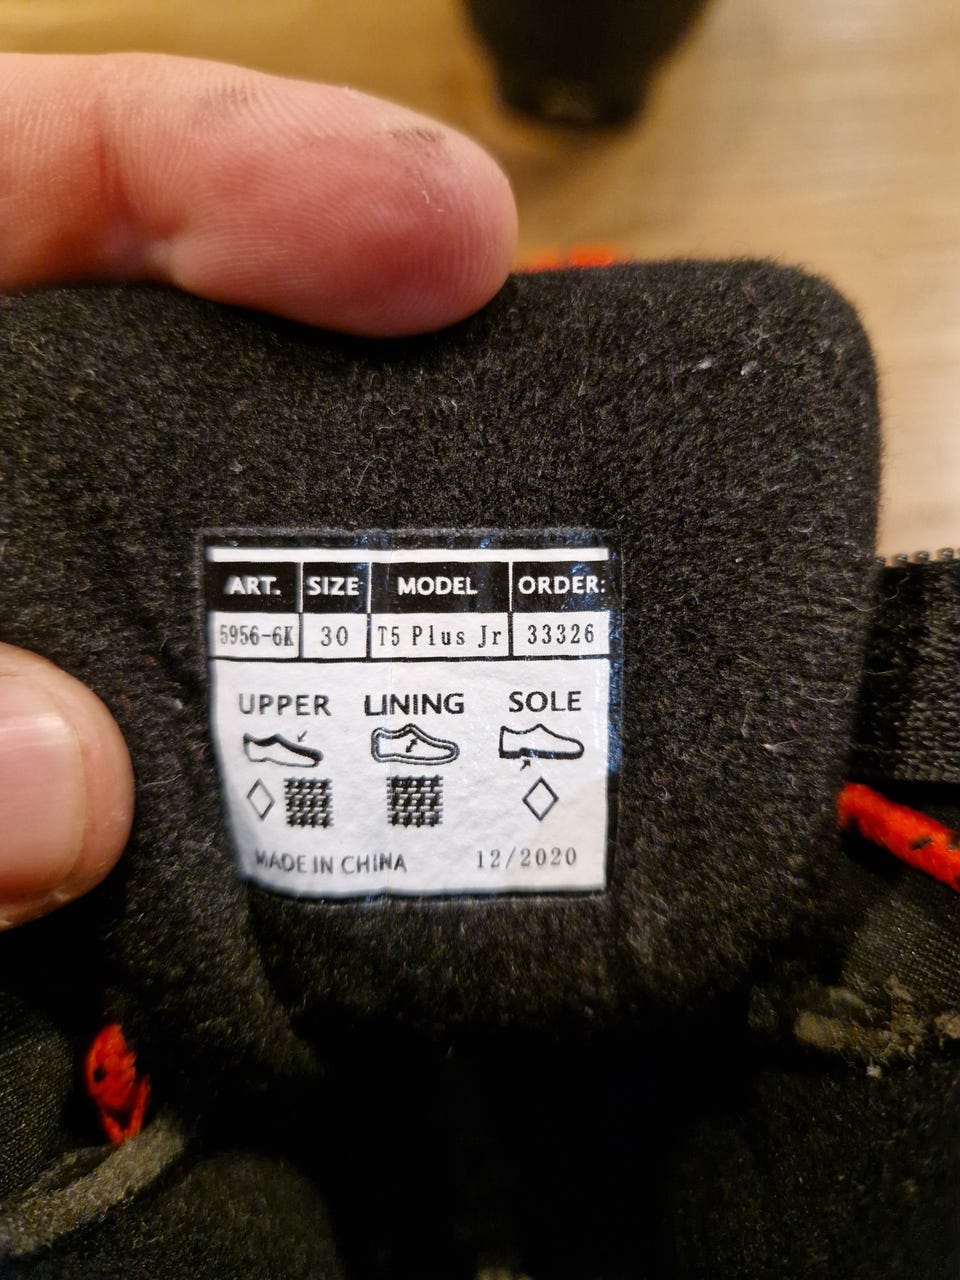 ART. SIZE MODEL ORDER:
5956-6K 30 T5 Plus Jr 33326
UPPER LINING SOLE
MADE IN CHINA 12/2020